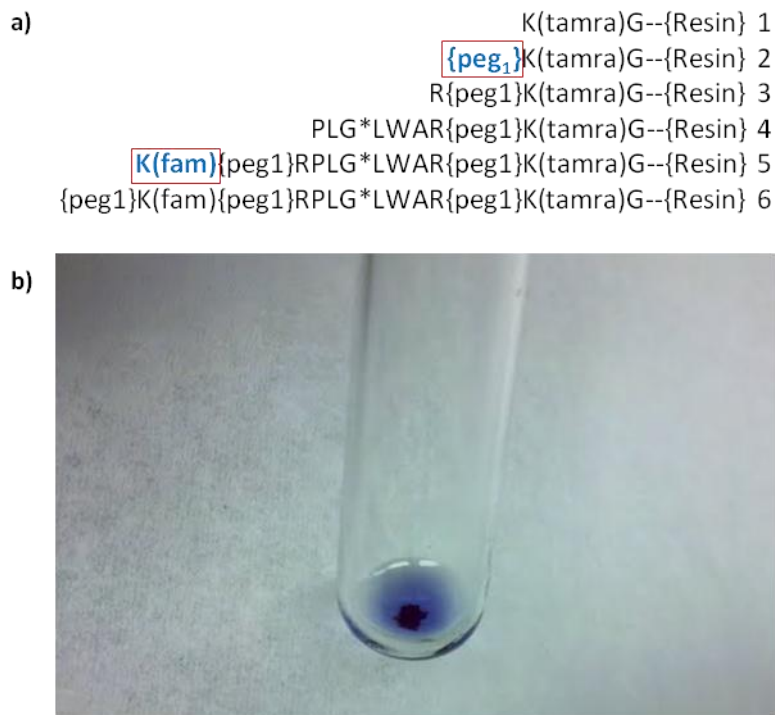 a)
K(tamra)G--{Resin} 1
{peg₁}K(tamra)G--{Resin} 2
R{peg1}K(tamra)G--{Resin} 3
PLG*LWAR{peg1}K(tamra)G--{Resin} 4
K(fam){peg1}RPLG*LWAR{peg1}K(tamra)G--{Resin} 5
{peg1}K(fam){peg1}RPLG*LWAR{peg1}K(tamra)G--{Resin} 6
b)